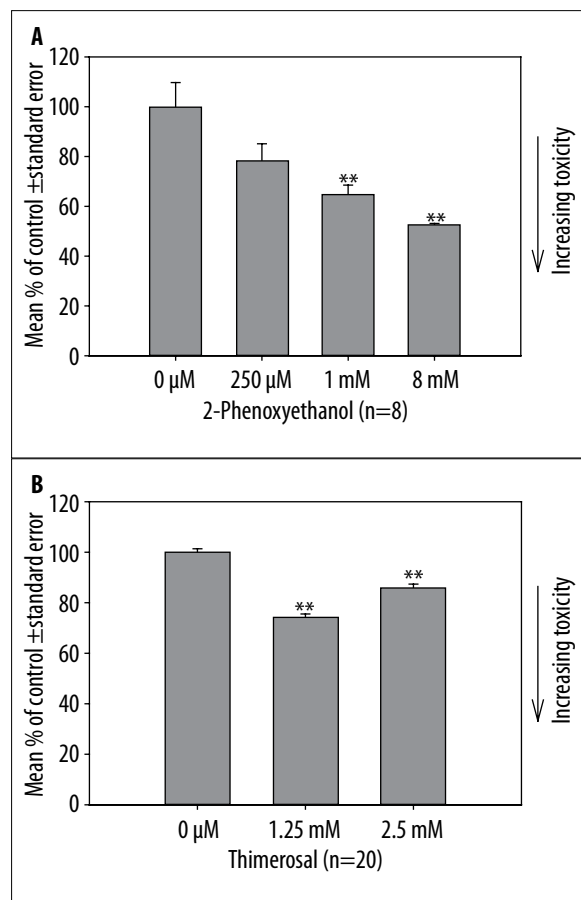 A
Mean % of control ±standard error
120
100
80
60
40
20
0
**
**
0 µM 250 µM 1 mM 8 mM
2-Phenoxyethanol (n=8)
Increasing toxicity
B
Mean % of control ±standard error
120
100
80
60
40
20
0
**
**
0 µM 1.25 mM 2.5 mM
Thimerosal (n=20)
Increasing toxicity